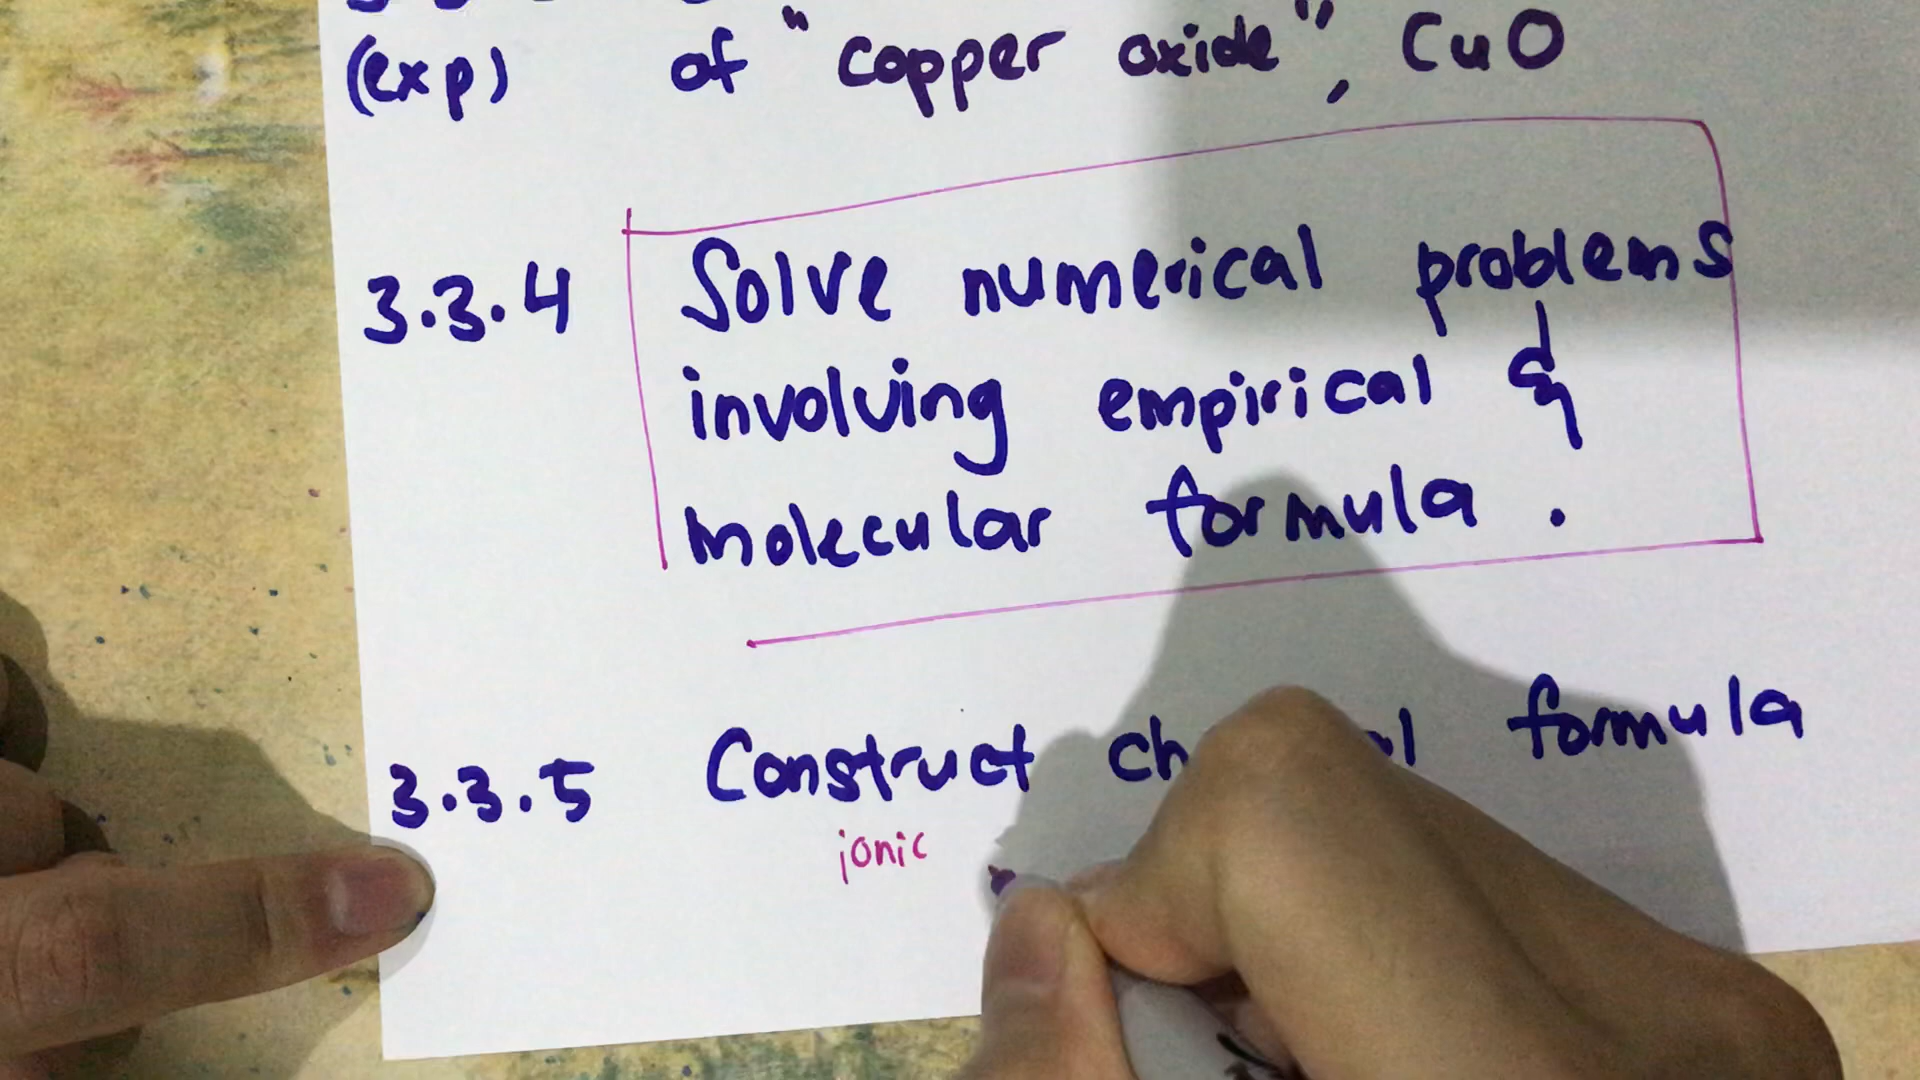 (exp) of "copper oxide", CuO
3.3.4 Solve numerical problems
involving empirical &
molecular formula.
3.3.5 Construct formula
ionic